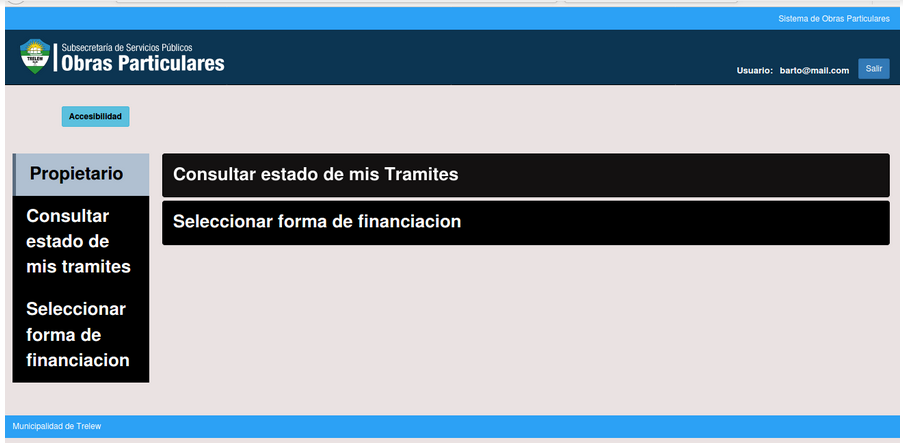 Sistema de Obras Particulares
TRELEW
Subsecretaría de Servicios Públicos
Obras Particulares
Usuario: barto@mail.com
Salir
Accesibilidad
Propietario
Consultar
estado de
mis tramites
Seleccionar
forma de
financiacion
Consultar estado de mis Tramites
Seleccionar forma de financiacion
Municipalidad de Trelew